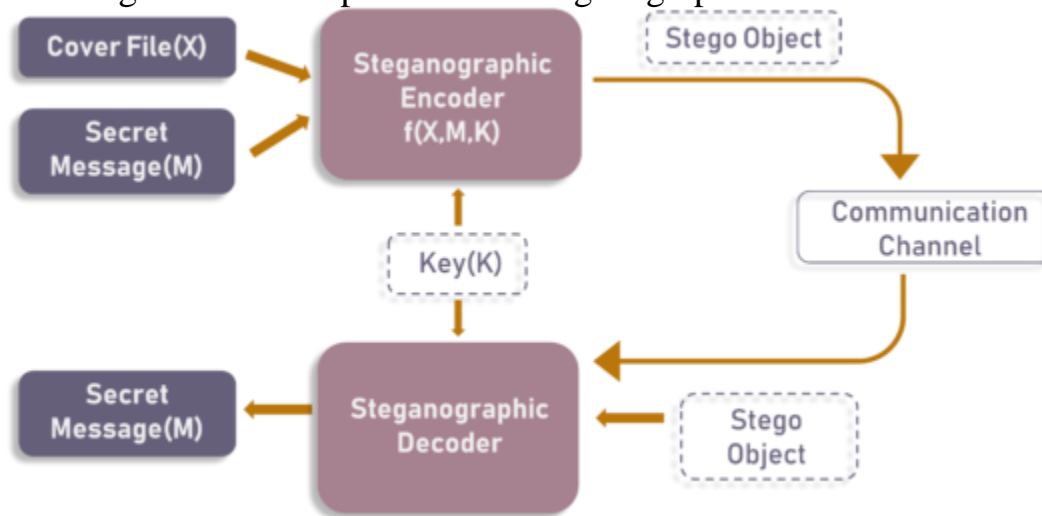 Cover File(X)
Secret
Message(M)
Steganographic
Encoder
f(X,M,K)
Stego Object
Communication
Channel
Key(K)
Secret
Message(M)
Steganographic
Decoder
Stego
Object